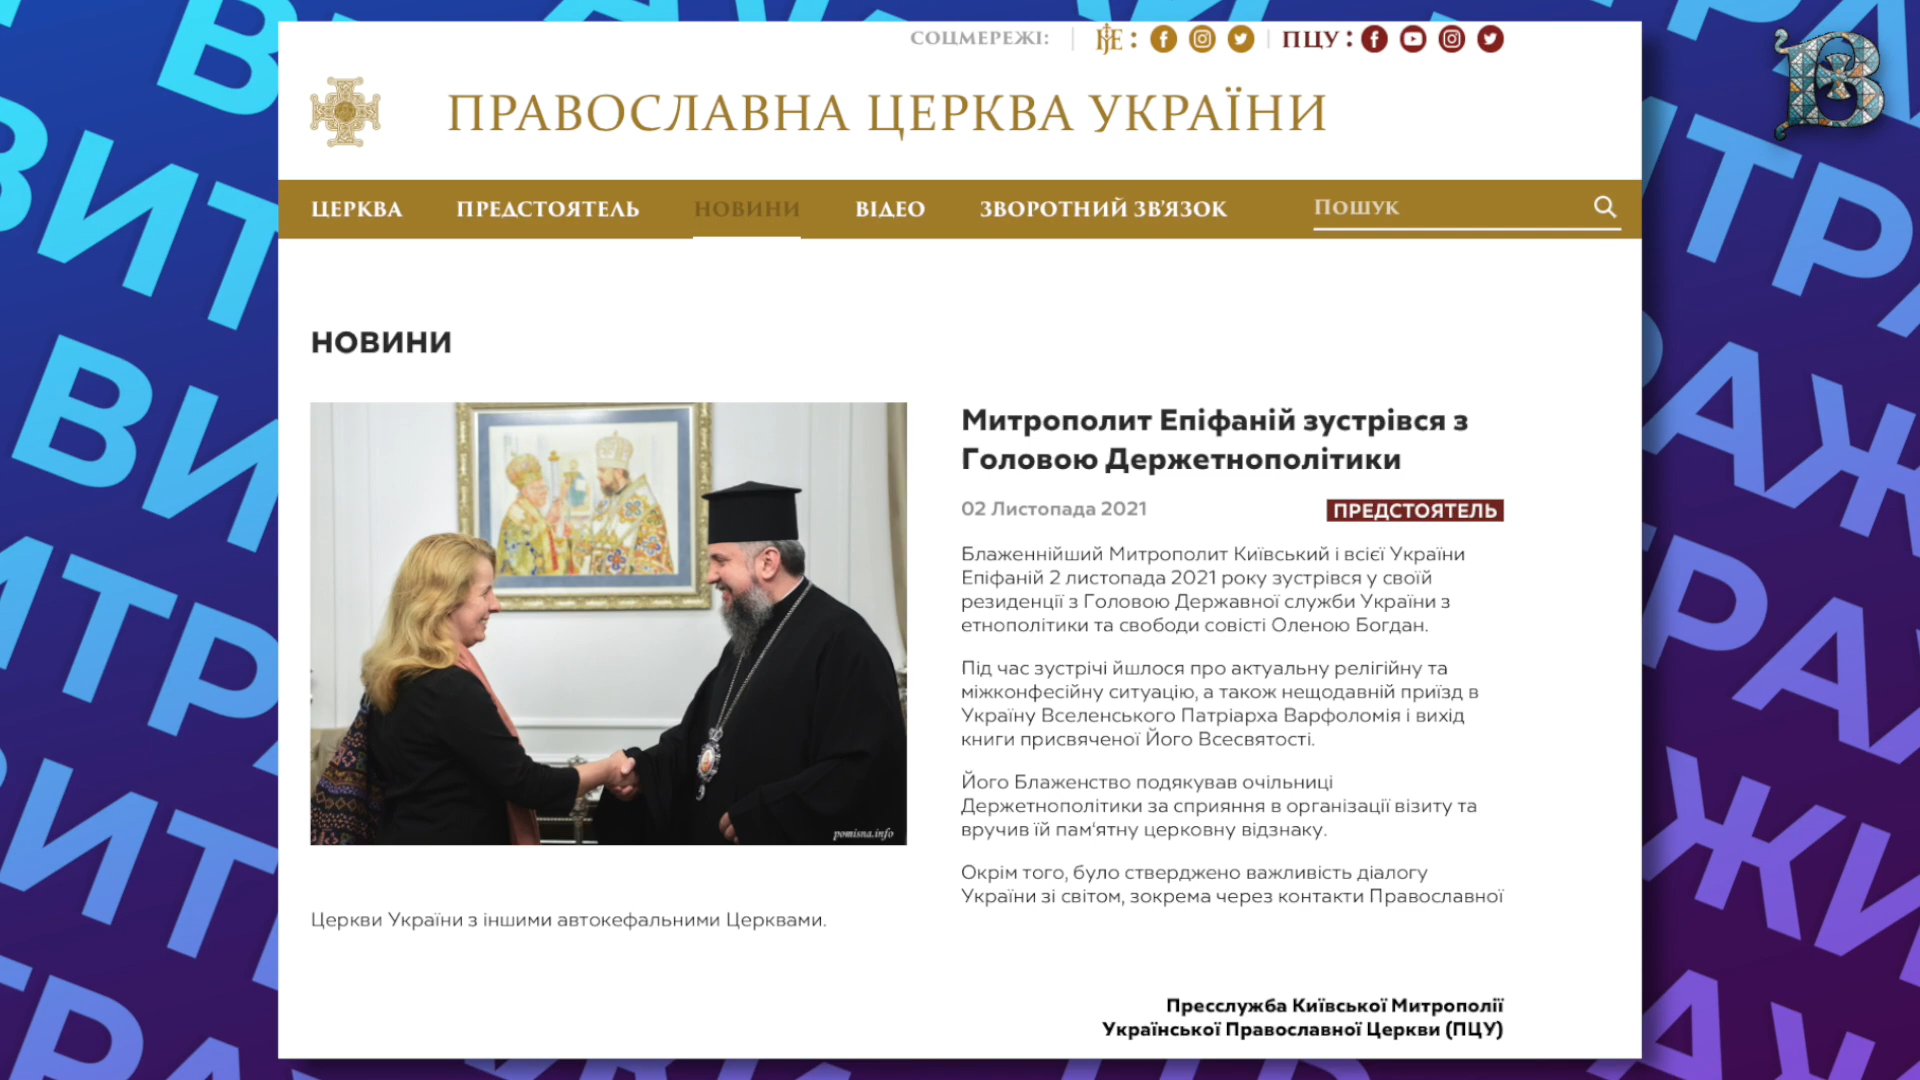 СОЦМЕРЕЖІ:
ПЦУ:
ПРАВОСЛАВНА ЦЕРКВА УКРАЇНИ
ЦЕРКВА ПРЕДСТОЯТЕЛЬ НОВИНИ ВІДЕО ЗВОРОТНИЙ ЗВ'ЯЗОК Пошук
НОВИНИ
Митрополит Епіфаній зустрівся з
Головою Держетнополітики
02 Листопада 2021 ПРЕДСТОЯТЕЛЬ
Блаженнійший Митрополит Київський і всієї України
Епіфаній 2 листопада 2021 року зустрівся у своїй
резиденції з Головою Державної служби України з
етнополітики та свободи совісті Оленою Богдан.
Під час зустрічі йшлося про актуальну релігійну та
міжконфесійну ситуацію, а також нещодавній приїзд в
Україну Вселенського Патріарха Варфоломія і вихід
книги присвяченої Його Всесвятості.
Його Блаженство подякував очільниці
Держетнополітики за сприяння в організації візиту та
вручив їй пам'ятну церковну відзнаку.
Окрім того, було стверджено важливість діалогу
України зі світом, зокрема через контакти Православної
Церкви України з іншими автокефальними Церквами.
pomisna.info
Пресслужба Київської Митрополії
Української Православної Церкви (ПЦУ)